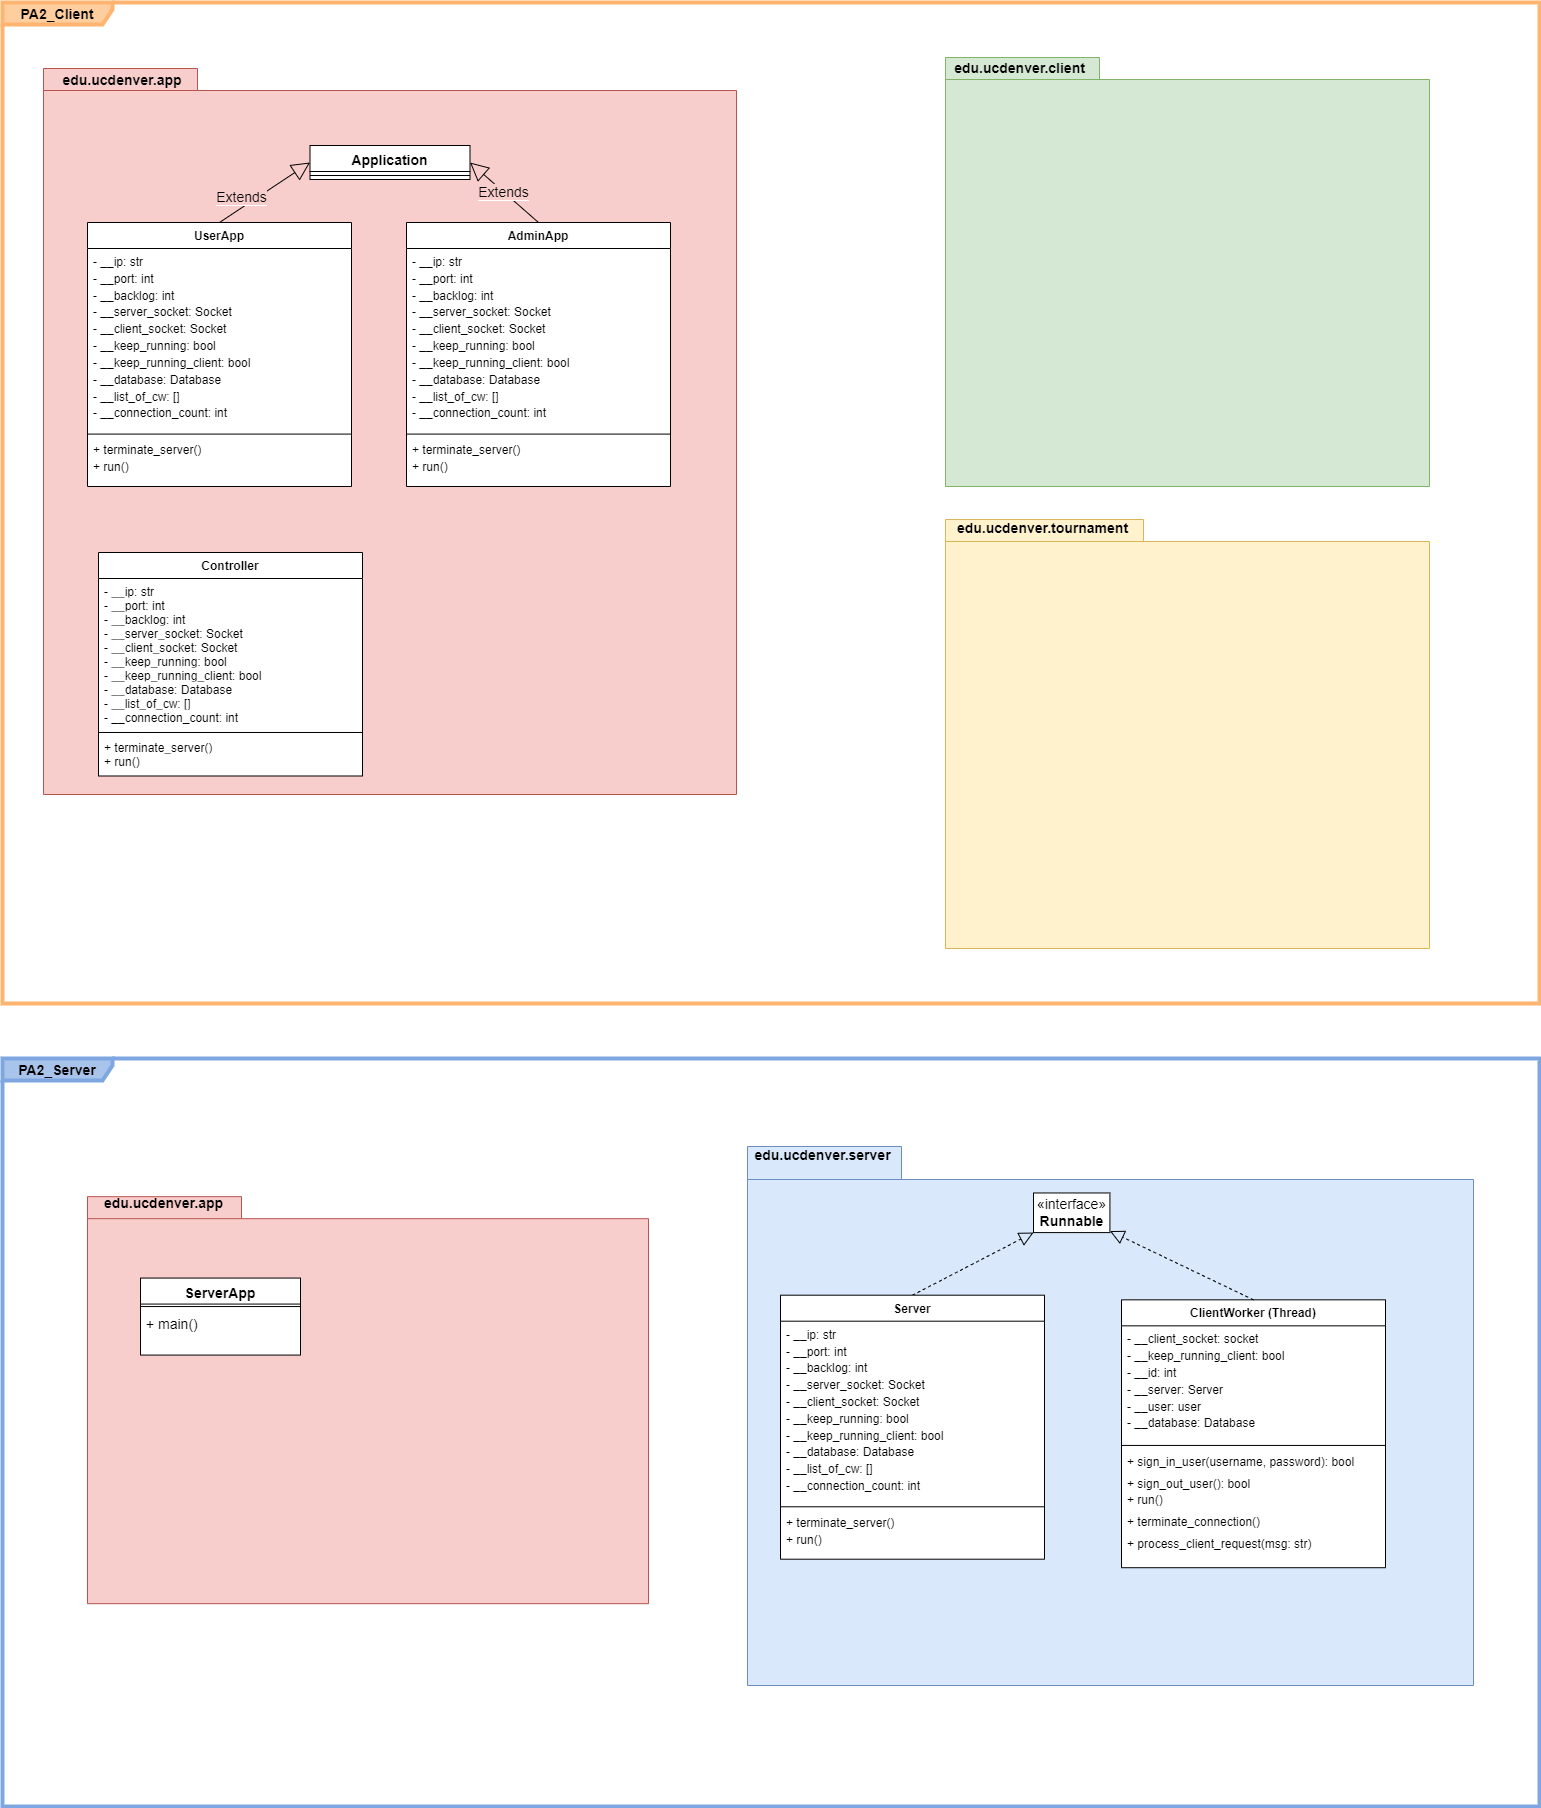 PA2_Client
edu.ucdenver.app
Application
Extends
Extends
UserApp
- __ip: str
- __port: int
- __backlog: int
- __server_socket: Socket
- __client_socket: Socket
- __keep_running: bool
- __keep_running_client: bool
- __database: Database
- __list_of_cw: []
- __connection_count: int
+ terminate_server()
+ run()
AdminApp
- __ip: str
- __port: int
- __backlog: int
- __server_socket: Socket
- __client_socket: Socket
- __keep_running: bool
- __keep_running_client: bool
- __database: Database
- __list_of_cw: []
- __connection_count: int
+ terminate_server()
+ run()
Controller
- __ip: str
- __port: int
- __backlog: int
- __server_socket: Socket
- __client_socket: Socket
- __keep_running: bool
- __keep_running_client: bool
- __database: Database
- __list_of_cw: []
- __connection_count: int
+ terminate_server()
+ run()
edu.ucdenver.client
edu.ucdenver.tournament
PA2_Server
edu.ucdenver.app
ServerApp
+ main()
edu.ucdenver.server
«interface»
Runnable
Server
- __ip: str
- __port: int
- __backlog: int
- __server_socket: Socket
- __client_socket: Socket
- __keep_running: bool
- __keep_running_client: bool
- __database: Database
- __list_of_cw: []
- __connection_count: int
+ terminate_server()
+ run()
ClientWorker (Thread)
- __client_socket: socket
- __keep_running_client: bool
- __id: int
- __server: Server
- __user: user
- __database: Database
+ sign_in_user(username, password): bool
+ sign_out_user(): bool
+ run()
+ terminate_connection()
+ process_client_request(msg: str)